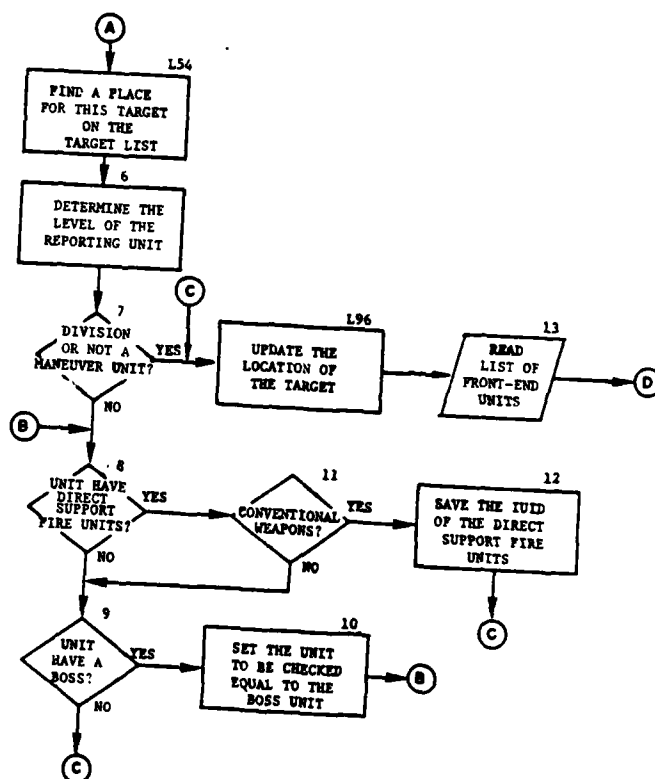 A
L54
FIND A PLACE
FOR THIS TARGET
ON THE
TARGET LIST
6
DETERMINE THE
LEVEL OF THE
REPORTING UNIT
7
DIVISION
OR NOT A
MANEUVER UNIT?
YES
NO
C
L96
UPDATE THE
LOCATION OF
THE TARGET
13
READ
LIST OF
FRONT-END
UNITS
D
B
8
UNIT HAVE
DIRECT
SUPPORT
FIRE UNITS?
YES
NO
11
CONVENTIONAL
WEAPONS?
YES
NO
12
SAVE THE IUID
OF THE DIRECT
SUPPORT FIRE
UNITS
C
9
UNIT
HAVE A
BOSS?
YES
NO
10
SET THE UNIT
TO BE CHECKED
EQUAL TO THE
BOSS UNIT
B
C